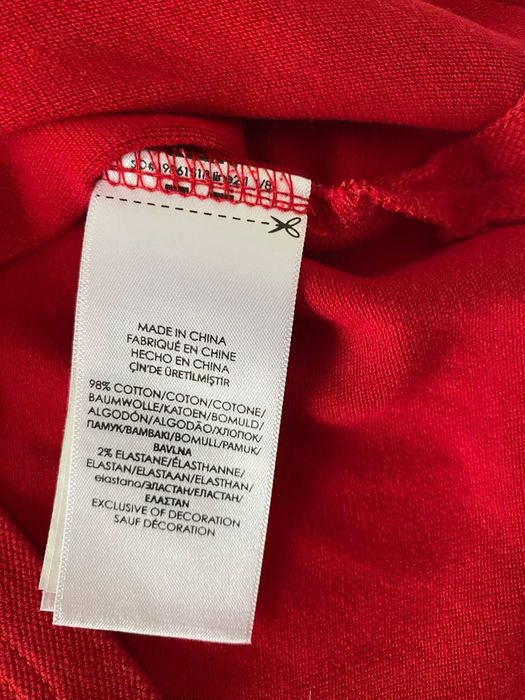 MADE IN CHINA
FABRIQUÉ EN CHINE
HECHO EN CHINA
ÇİN'DE ÜRETİLMİŞTİR
98% COTTON/COTON/COTONE/
BAUMWOLLE/KATOEN/BOMULD/
ALGODÓN/ALGODÃO/ХЛОПОК/
ПАМУК/ΒΑΜΒΑΚΙ/BOMULL/PAMUK/
BAVLNA
2% ELASTANE/ÉLASTHANNE/
ELASTAN/ELASTAAN/ELASTHAN/
elastano/ЭЛАСТАН/ЕЛАСТАН/
ΕΛΑΣΤΑΝ
EXCLUSIVE OF DECORATION
SAUF DÉCORATION